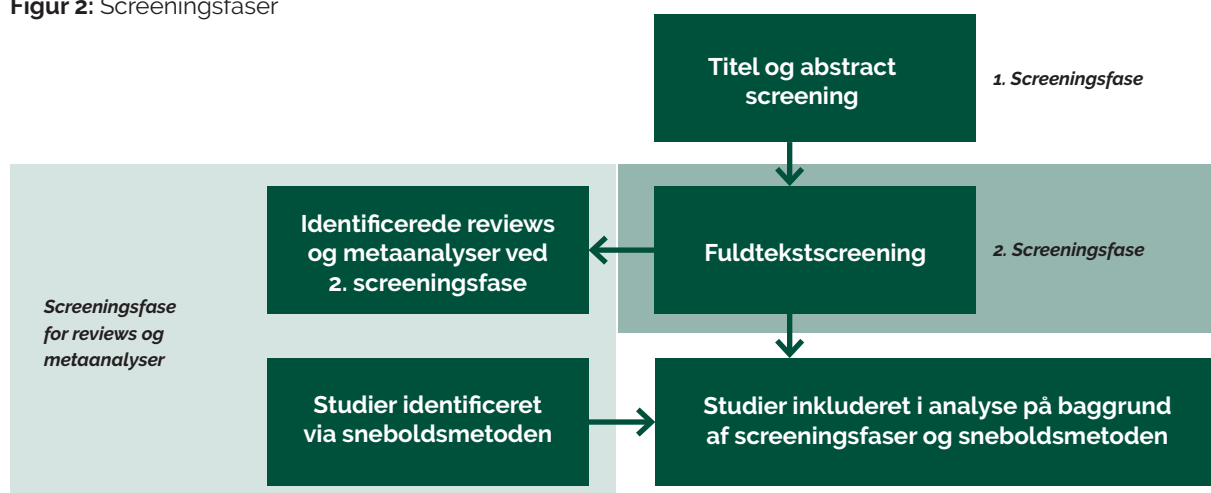 Figur 2: Screeningsfaser
Titel og abstract
screening
1. Screeningsfase
Identificerede reviews
og metaanalyser ved
2. screeningsfase
Fuldtekstscreening
2. Screeningsfase
Screeningsfase
for reviews og
metaanalyser
Studier identificeret
via sneboldsmetoden
Studier inkluderet i analyse på baggrund
af screeningsfaser og sneboldsmetoden